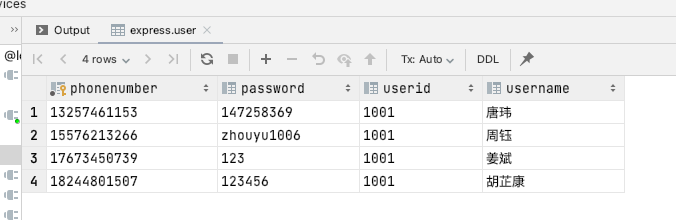 vices
Output express.user
@lo
4 rows Tx: Auto DDL
phonenumber password userid username
1 13257461153 147258369 1001 唐玮
2 15576213266 zhouyu1006 1001 周钰
3 17673450739 123 1001 姜斌
4 18244801507 123456 1001 胡芷康